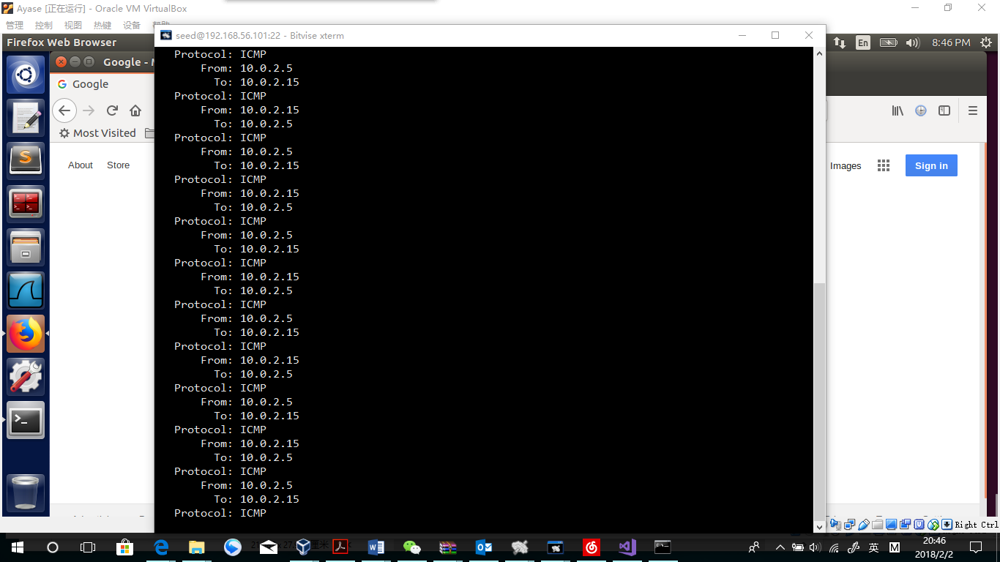 Ayase [正在运行] - Oracle VM VirtualBox
管理 控制 视图 热键 设备 帮助
seed@192.168.56.101:22 - Bitvise xterm
Firefox Web Browser
En
8:46 PM
Google -
Google
Most Visited
About Store
Images
Sign in
Protocol: ICMP
From: 10.0.2.5
To: 10.0.2.15
Protocol: ICMP
From: 10.0.2.15
To: 10.0.2.5
Protocol: ICMP
From: 10.0.2.5
To: 10.0.2.15
Protocol: ICMP
From: 10.0.2.15
To: 10.0.2.5
Protocol: ICMP
From: 10.0.2.5
To: 10.0.2.15
Protocol: ICMP
From: 10.0.2.15
To: 10.0.2.5
Protocol: ICMP
From: 10.0.2.5
To: 10.0.2.15
Protocol: ICMP
From: 10.0.2.15
To: 10.0.2.5
Protocol: ICMP
From: 10.0.2.5
To: 10.0.2.15
Protocol: ICMP
From: 10.0.2.15
To: 10.0.2.5
Protocol: ICMP
From: 10.0.2.5
To: 10.0.2.15
Protocol: ICMP
Right Ctrl
英
M
20:46
2018/2/2